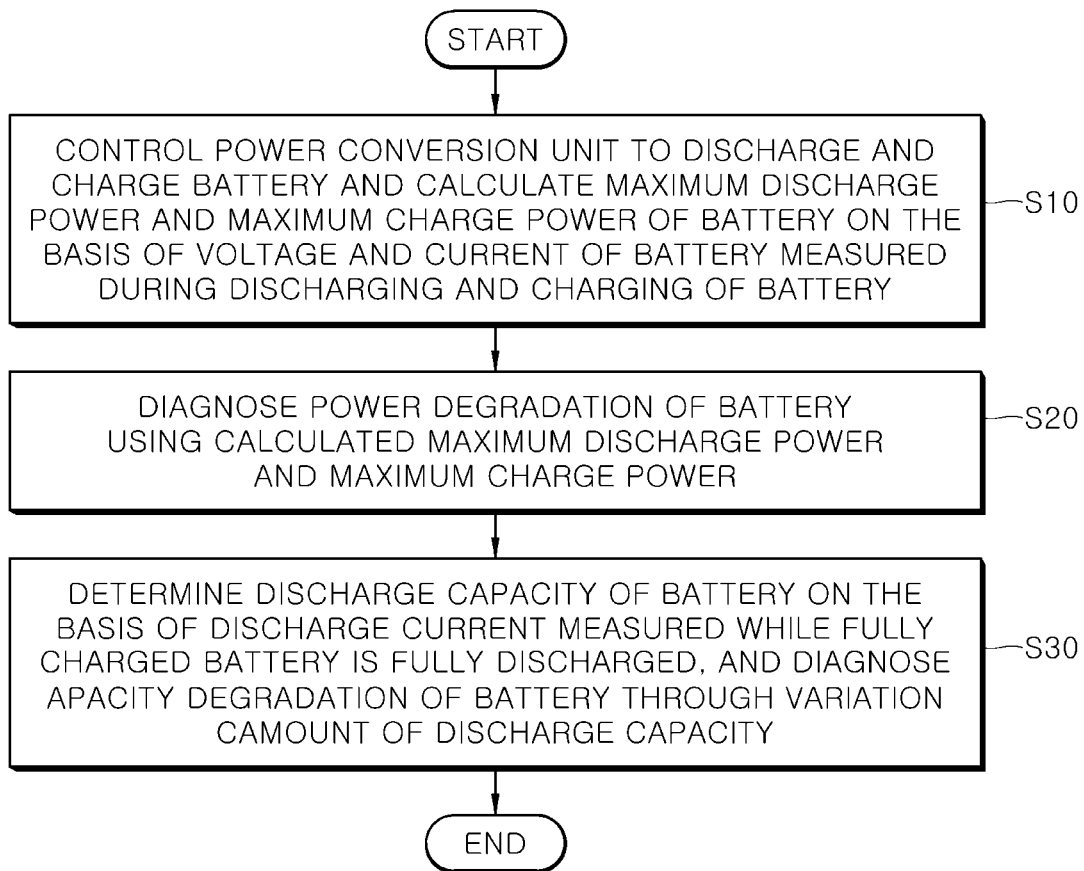 START
CONTROL POWER CONVERSION UNIT TO DISCHARGE AND
CHARGE BATTERY AND CALCULATE MAXIMUM DISCHARGE
POWER AND MAXIMUM CHARGE POWER OF BATTERY ON THE
BASIS OF VOLTAGE AND CURRENT OF BATTERY MEASURED
DURING DISCHARGING AND CHARGING OF BATTERY
S10
DIAGNOSE POWER DEGRADATION OF BATTERY
USING CALCULATED MAXIMUM DISCHARGE POWER
AND MAXIMUM CHARGE POWER
S20
DETERMINE DISCHARGE CAPACITY OF BATTERY ON THE
BASIS OF DISCHARGE CURRENT MEASURED WHILE FULLY
CHARGED BATTERY IS FULLY DISCHARGED, AND DIAGNOSE
APACITY DEGRADATION OF BATTERY THROUGH VARIATION
CAMOUNT OF DISCHARGE CAPACITY
S30
END